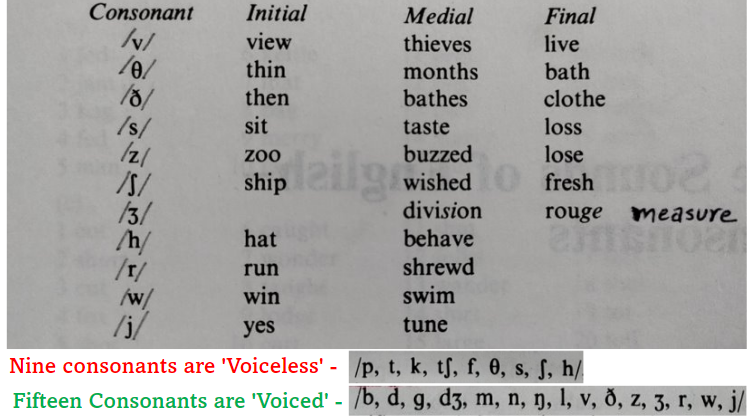 Consonant Initial Medial Final
/v/ view thieves live
/θ/ thin months bath
/ð/ then bathes clothe
/s/ sit taste loss
/z/ zoo buzzed lose
/ʃ/ ship wished fresh
/ʒ/ division rouge measure
/h/ hat behave
/r/ run shrewd
/w/ win swim
/j/ yes tune
Nine consonants are 'Voiceless' - /p, t, k, tʃ, f, θ, s, ʃ, h/
Fifteen Consonants are 'Voiced' - /b, d, g, dʒ, m, n, ŋ, l, v, ð, z, ʒ, r, w, j/